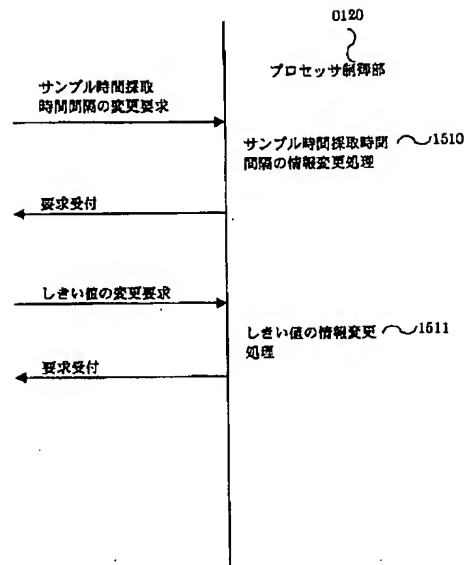 0120
プロセッサ制御部
サンプル時間採取
時間間隔の変更要求
サンプル時間採取時間
間隔の情報変更処理
1510
要求受付
しきい値の変更要求
しきい値の情報変更
処理
1511
要求受付